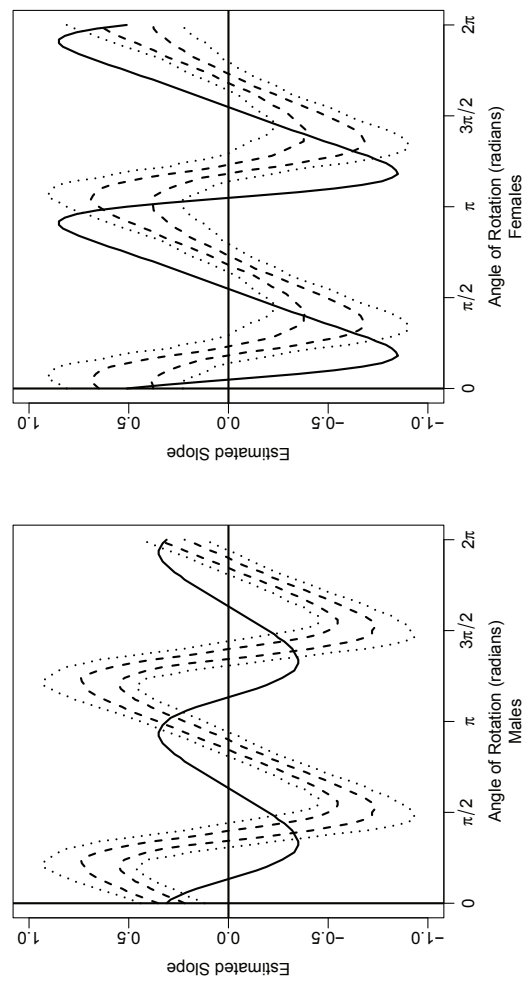 Estimated Slope
1.0
0.5
0.0
−0.5
−1.0
0
π/2
π
3π/2
2π
Angle of Rotation (radians)
Males
Estimated Slope
1.0
0.5
0.0
−0.5
−1.0
0
π/2
π
3π/2
2π
Angle of Rotation (radians)
Females